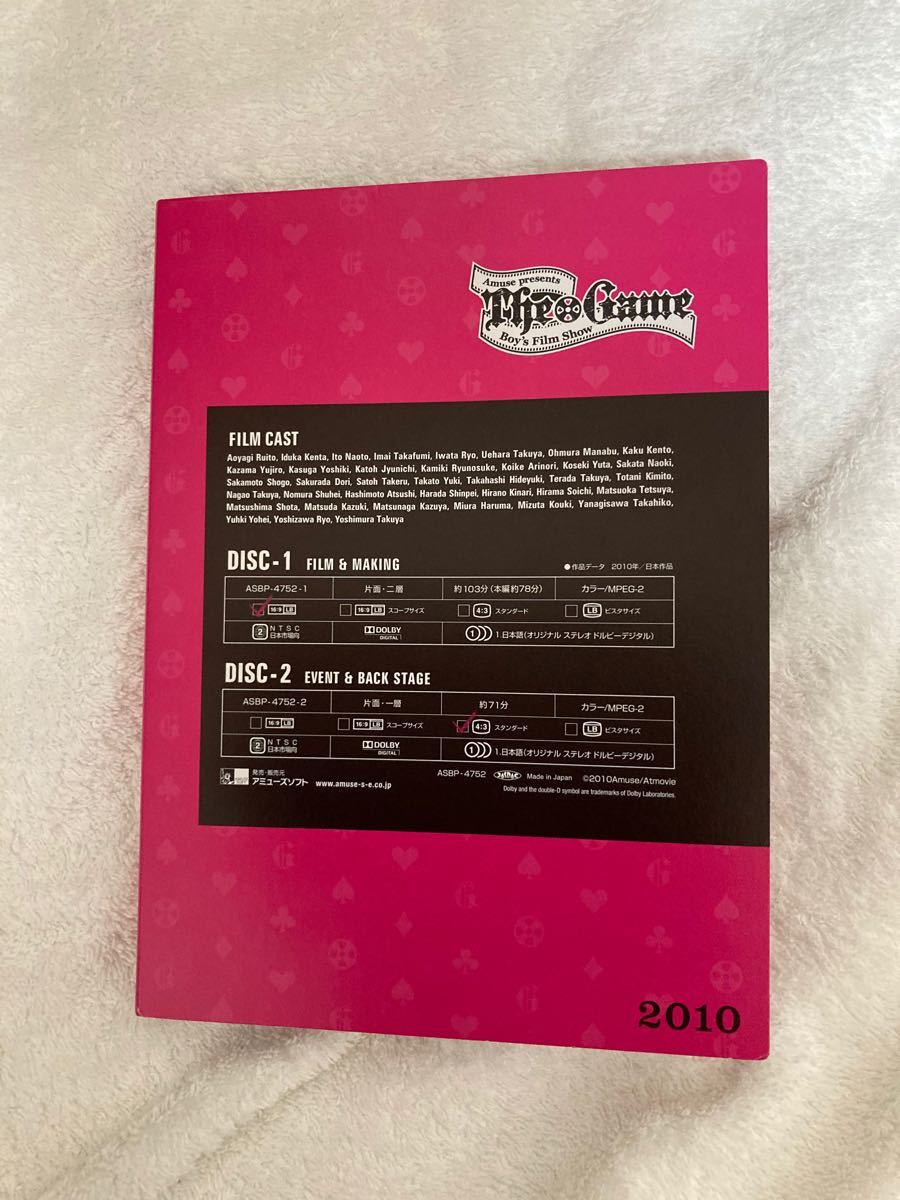 Amuse presents
The Game
Boy's Film Show
FILM CAST
Aoyagi Ruito, Iduka Kenta, Ito Naoto, Imai Takafumi, Iwata Ryo, Uehara Takuya, Ohmura Manabu, Kaku Kento,
Kazama Yujiro, Kasuga Yoshiki, Katoh Jyunichi, Kamiki Ryunosuke, Koike Arinori, Koseki Yuta, Sakata Naoki,
Sakamoto Shogo, Sakurada Dori, Satoh Takeru, Takato Yuki, Takahashi Hideyuki, Terada Takuya, Totani Kimito,
Nagao Takuya, Nomura Shuhei, Hashimoto Atsushi, Harada Shinpei, Hirano Kinari, Hirama Soichi, Matsuoka Tetsuya,
Matsushima Shota, Matsuda Kazuki, Matsunaga Kazuya, Miura Haruma, Mizuta Kouki, Yanagisawa Takahiko,
Yuhki Yohei, Yoshizawa Ryo, Yoshimura Takuya
DISC-1 FILM & MAKING ●作品データ 2010年/日本作品
ASBP-4752-1 片面・二層 約103分(本編約78分) カラー/MPEG-2
16:9 LB 16:9 LB スコープサイズ 4:3 スタンダード LB ビスタサイズ
2 NTSC 日本市場向 DOLBY DIGITAL 1 1.日本語(オリジナル ステレオ ドルビーデジタル)
DISC-2 EVENT & BACK STAGE
ASBP-4752-2 片面・一層 約71分 カラー/MPEG-2
16:9 LB 16:9 LB スコープサイズ 4:3 スタンダード LB ビスタサイズ
2 NTSC 日本市場向 DOLBY DIGITAL 1 1.日本語(オリジナル ステレオ ドルビーデジタル)
発売・販売元 アミューズソフト www.amuse-s-e.co.jp ASBP-4752 Made in Japan ©2010Amuse/Atmovie
Dolby and the double-D symbol are trademarks of Dolby Laboratories.
2010